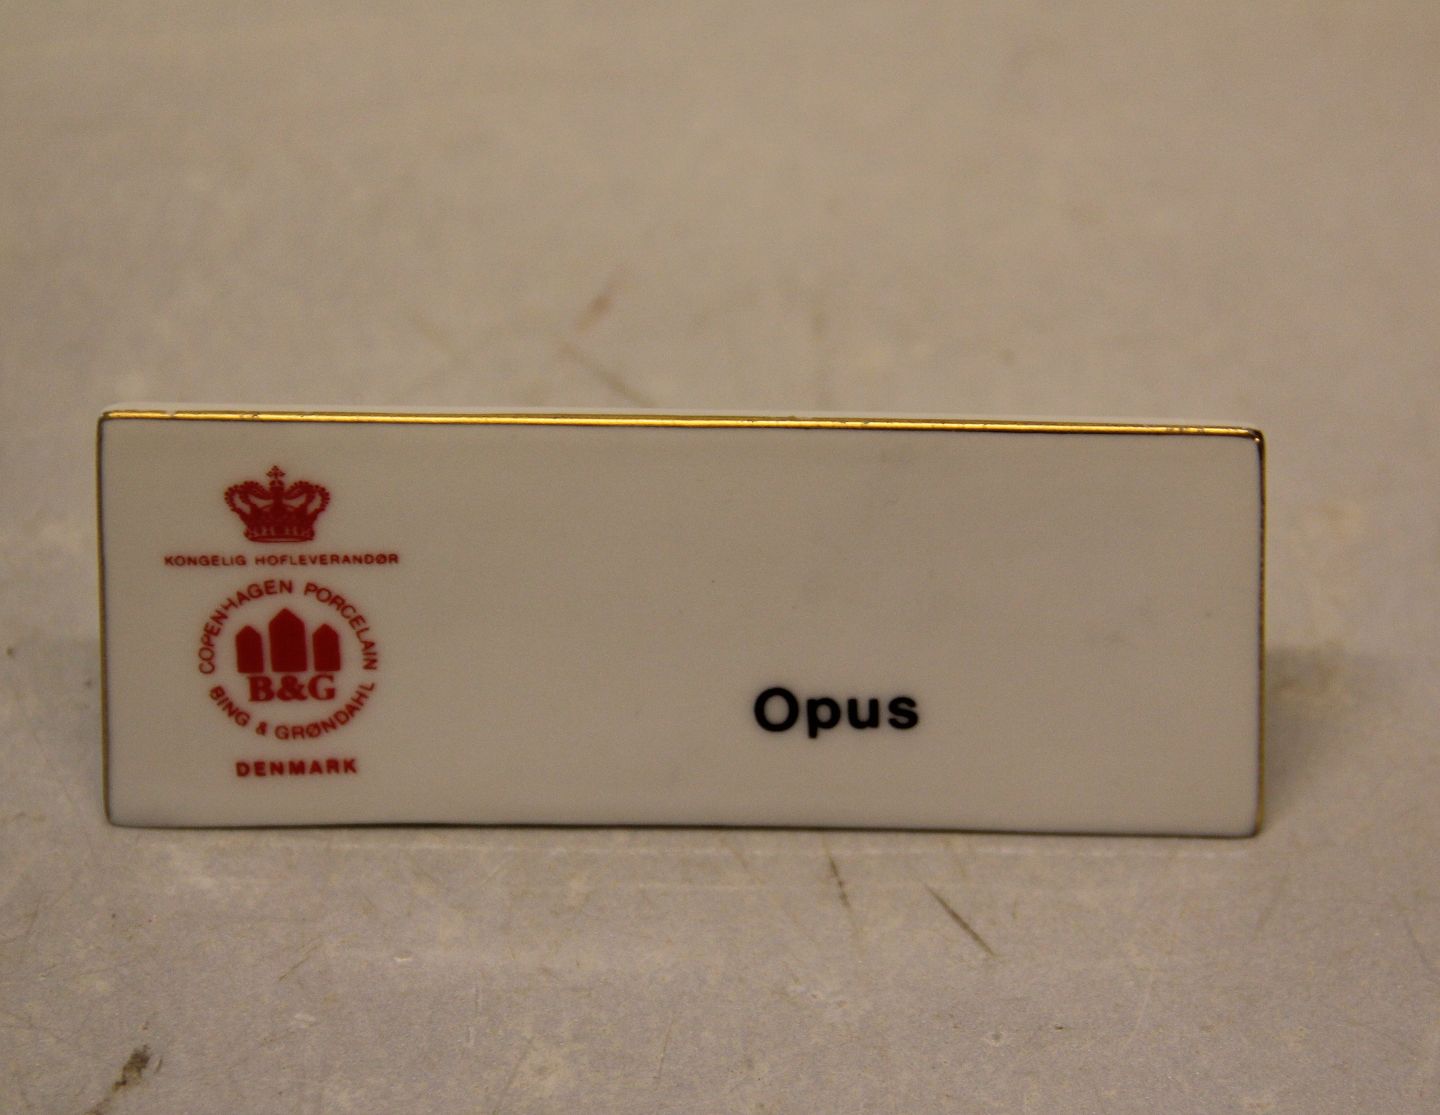 KONGELIG HOFLEVERANDØR
COPENHAGEN PORCELAIN
B&G
BING & GRØNDAHL
DENMARK
Opus